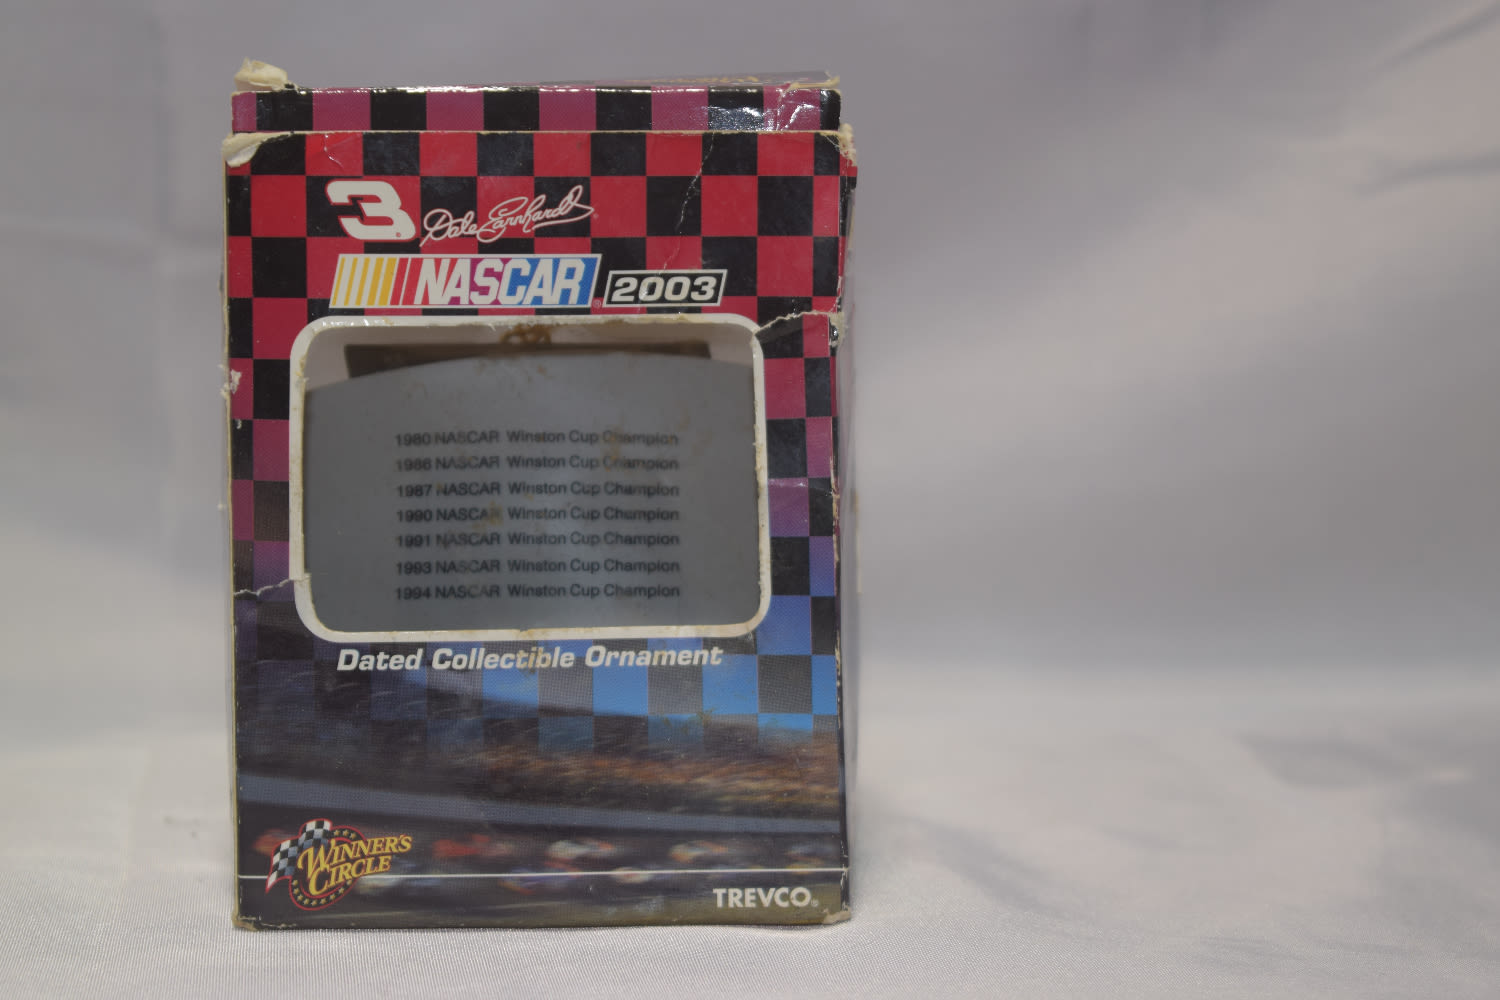 3 Dale Earnhardt
NASCAR® 2003
1980 NASCAR Winston Cup Champion
1986 NASCAR Winston Cup Champion
1987 NASCAR Winston Cup Champion
1990 NASCAR Winston Cup Champion
1991 NASCAR Winston Cup Champion
1993 NASCAR Winston Cup Champion
1994 NASCAR Winston Cup Champion
Dated Collectible Ornament
WINNER'S
CIRCLE
TREVCO®